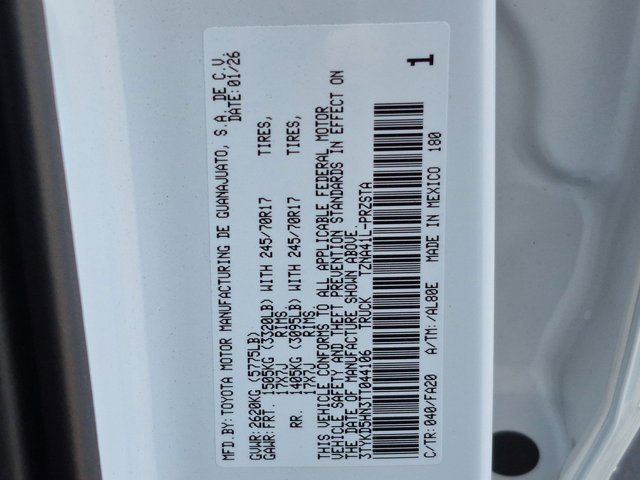 MFD.BY: TOYOTA MOTOR MANUFACTURING DE GUANAJUATO, S.A. DE C.V.
DATE: 01/26
GVWR: 2620KG (5775LB)
GAWR: FRT. 1505KG (3320LB) WITH 245/70R17 TIRES,
17X7J RIMS
RR. 1405KG (3095LB) WITH 245/70R17 TIRES,
17X7J RIMS
THIS VEHICLE CONFORMS TO ALL APPLICABLE FEDERAL MOTOR
VEHICLE SAFETY AND THEFT PREVENTION STANDARDS IN EFFECT ON
THE DATE OF MANUFACTURE SHOWN ABOVE.
3TYKD5HN3TT044106 TRUCK TZNA41L-PRZSTA
C/TR: 040/FA20 A/TM: /AL80E MADE IN MEXICO 180
1